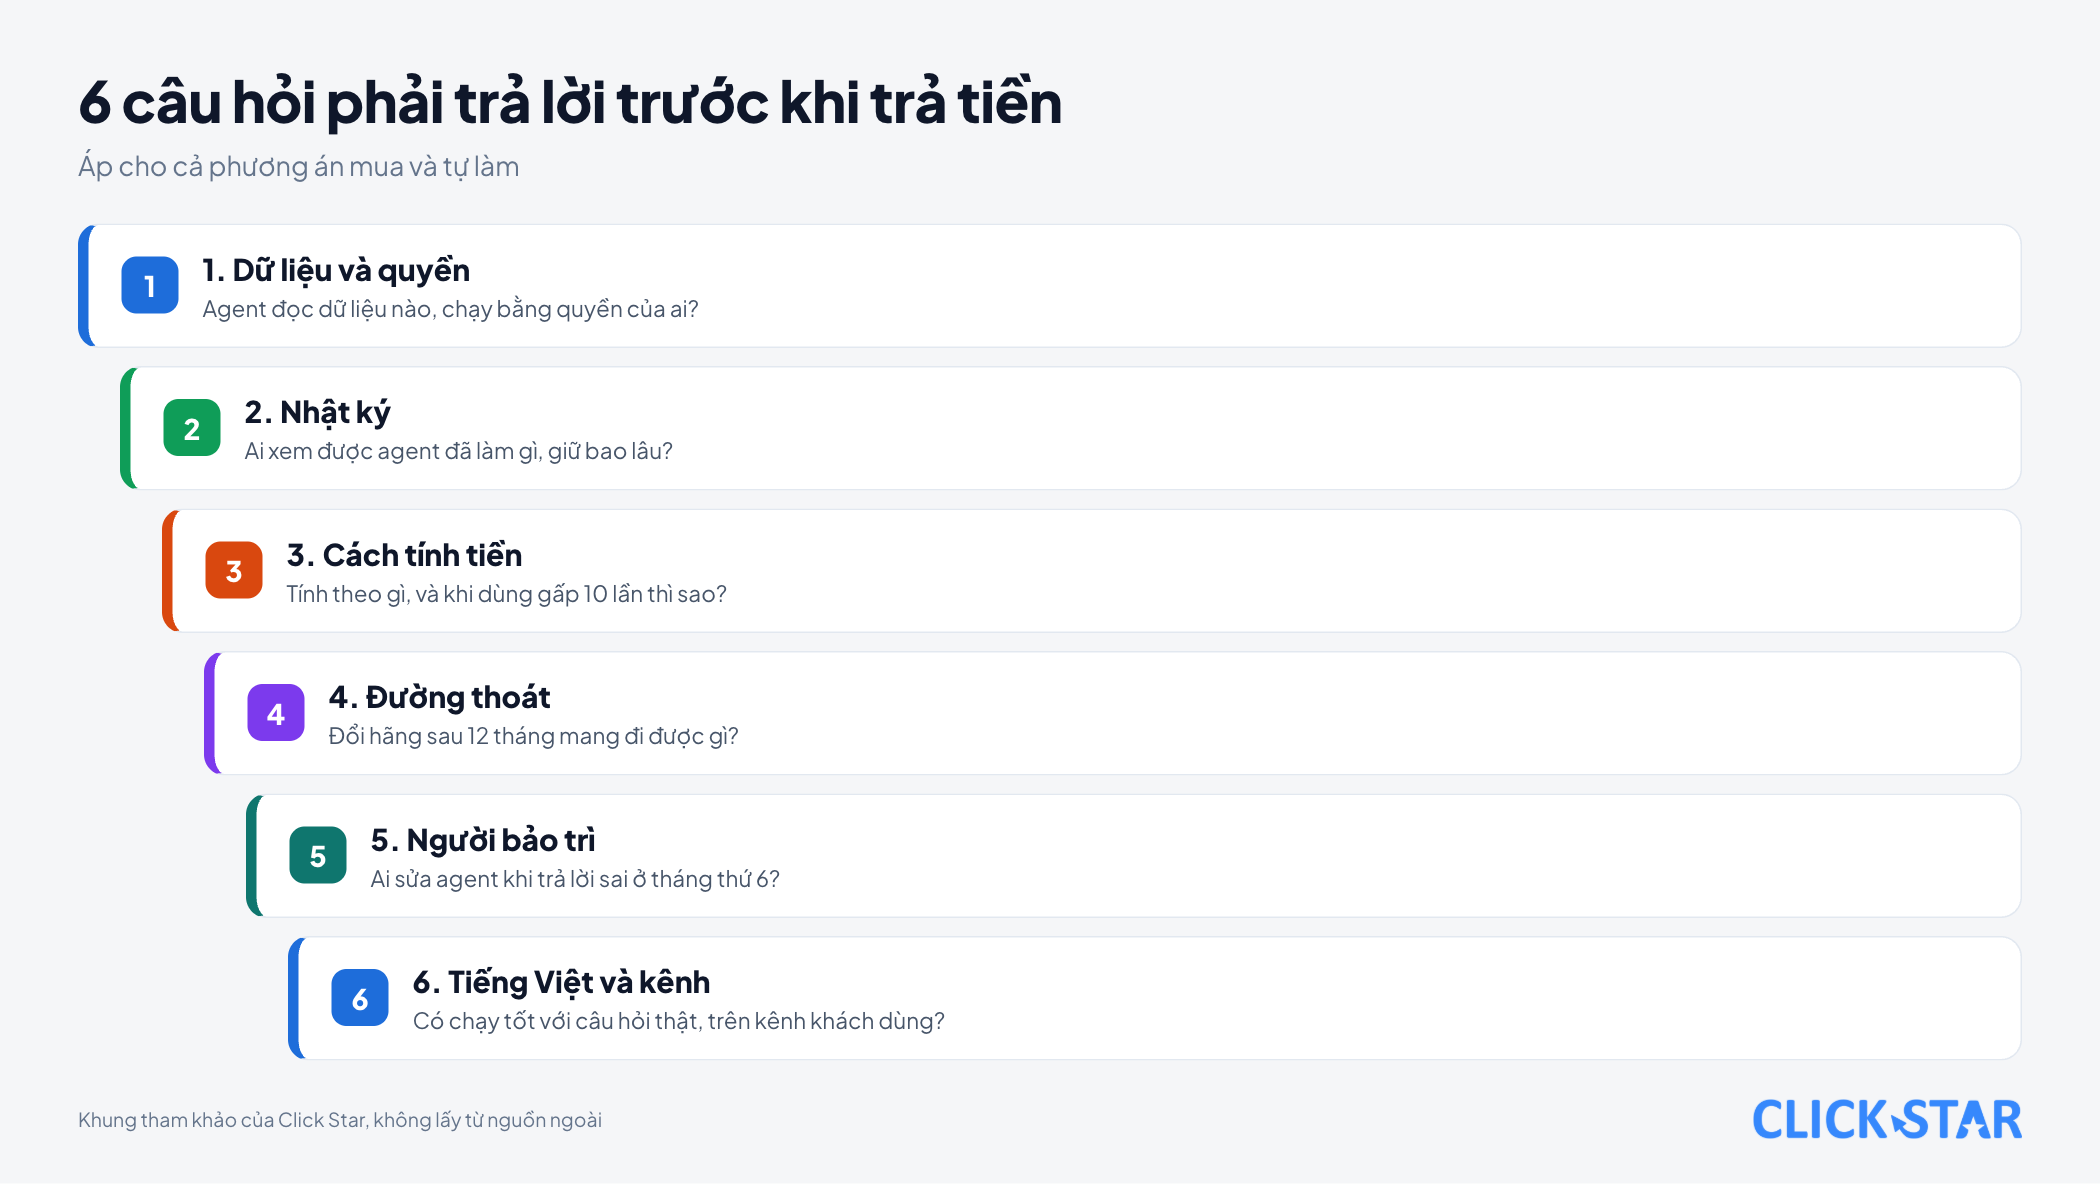 6 câu hỏi phải trả lời trước khi trả tiền
Áp cho cả phương án mua và tự làm
1
1. Dữ liệu và quyền
Agent đọc dữ liệu nào, chạy bằng quyền của ai?
2
2. Nhật ký
Ai xem được agent đã làm gì, giữ bao lâu?
3
3. Cách tính tiền
Tính theo gì, và khi dùng gấp 10 lần thì sao?
4
4. Đường thoát
Đổi hãng sau 12 tháng mang đi được gì?
5
5. Người bảo trì
Ai sửa agent khi trả lời sai ở tháng thứ 6?
6
6. Tiếng Việt và kênh
Có chạy tốt với câu hỏi thật, trên kênh khách dùng?
Khung tham khảo của Click Star, không lấy từ nguồn ngoài
CLICK STAR